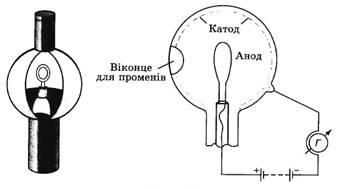 Катод
Анод
Віконце
для променів
Г
+ −